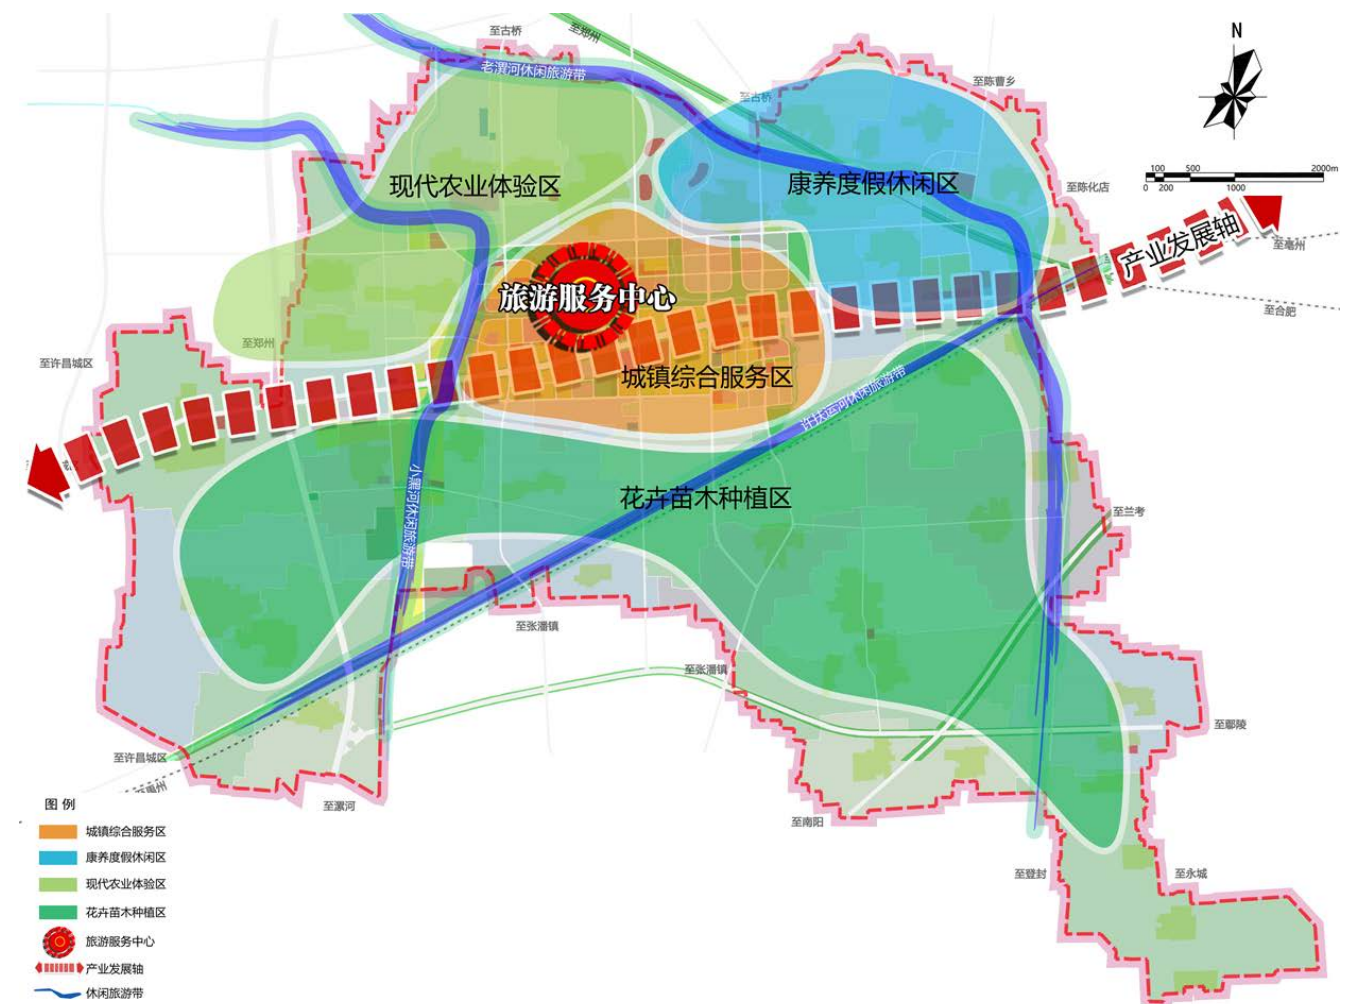 至古桥
至郑州
N
老潩河休闲旅游带
至陈曹乡
至古桥
100 500 2000m
0 200 1000
现代农业体验区
康养度假休闲区
至陈化店
产业发展轴
至亳州
旅游服务中心
至合肥
至郑州
至许昌城区
城镇综合服务区
许扶运河休闲旅游带
小黑河休闲旅游带
花卉苗木种植区
至兰考
至张潘镇
至张潘镇
至鄢陵
至许昌城区
至禹州
至漯河
至南阳
至登封
至永城
图例
城镇综合服务区
康养度假休闲区
现代农业体验区
花卉苗木种植区
旅游服务中心
产业发展轴
休闲旅游带